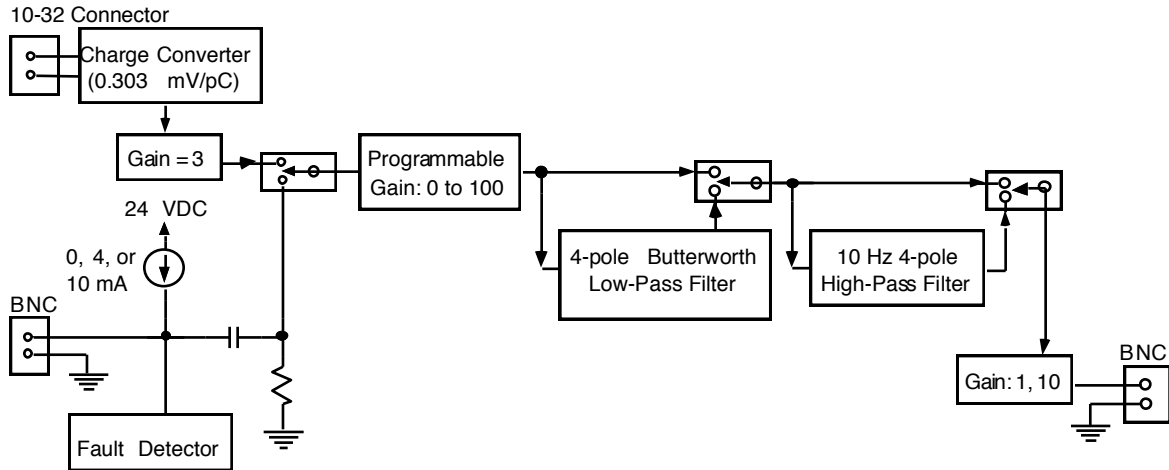 10-32 Connector
Charge Converter
(0.303 mV/pC)
Gain = 3
Programmable
Gain: 0 to 100
24 VDC
0, 4, or
10 mA
4-pole Butterworth
Low-Pass Filter
10 Hz 4-pole
High-Pass Filter
BNC
BNC
Gain: 1, 10
Fault Detector